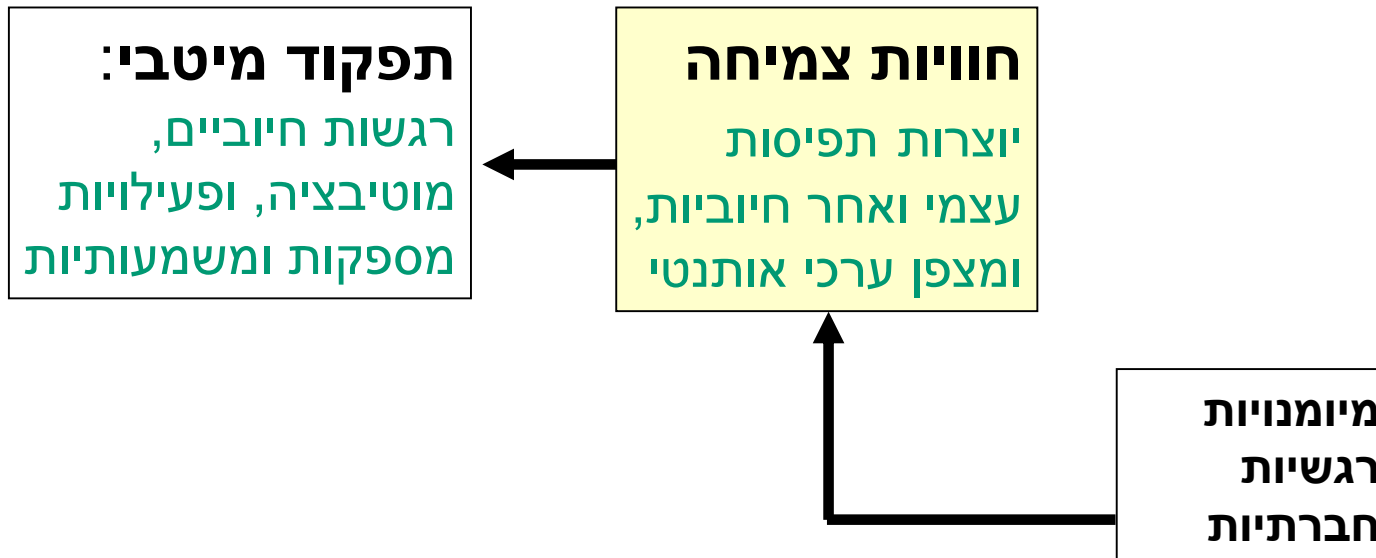 חוויות צמיחה
יוצרות תפיסות
עצמי ואחר חיוביות,
ומצפן ערכי אותנטי
תפקוד מיטבי:
רגשות חיוביים,
מוטיבציה, ופעילויות
מספקות ומשמעותיות
מיומנויות
רגשיות
חברתיות